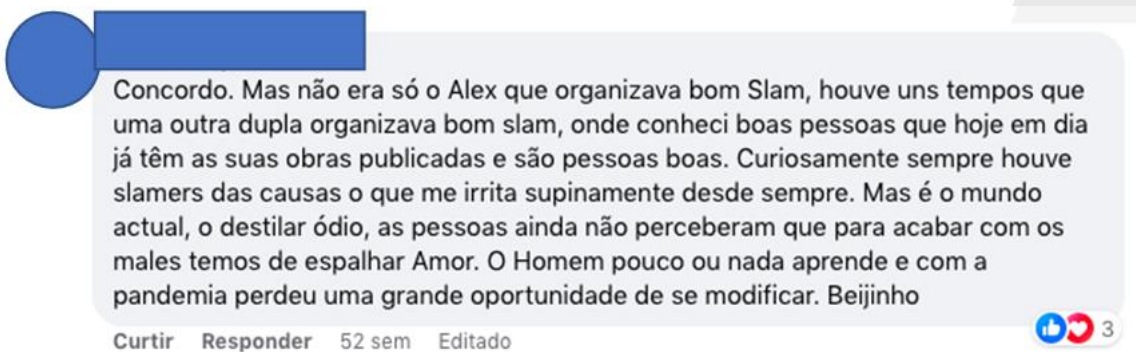 Concordo. Mas não era só o Alex que organizava bom Slam, houve uns tempos que
uma outra dupla organizava bom slam, onde conheci boas pessoas que hoje em dia
já têm as suas obras publicadas e são pessoas boas. Curiosamente sempre houve
slamers das causas o que me irrita supinamente desde sempre. Mas é o mundo
actual, o destilar ódio, as pessoas ainda não perceberam que para acabar com os
males temos de espalhar Amor. O Homem pouco ou nada aprende e com a
pandemia perdeu uma grande oportunidade de se modificar. Beijinho
Curtir Responder 52 sem Editado 3